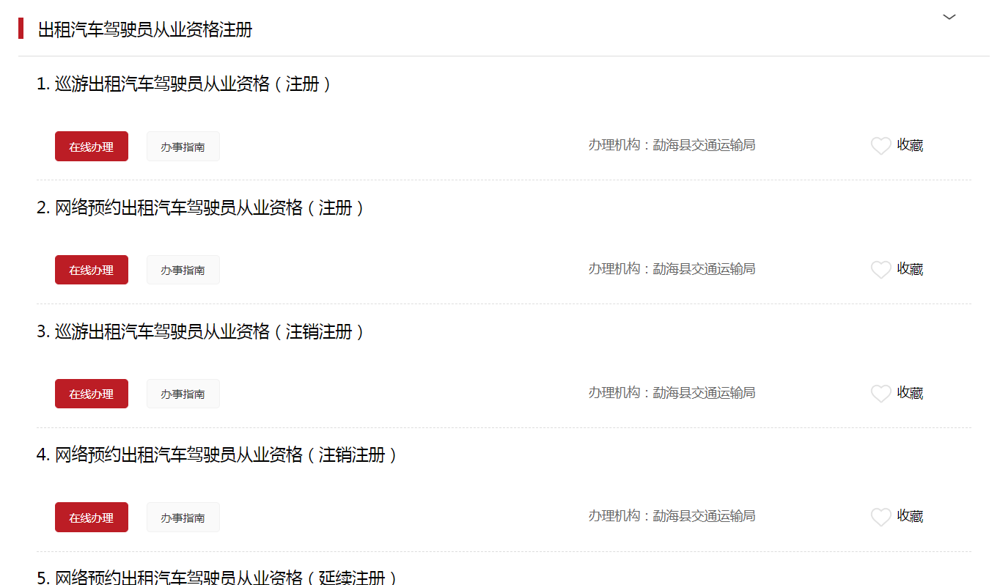 出租汽车驾驶员从业资格注册
1. 巡游出租汽车驾驶员从业资格（注册）
在线办理 办事指南 办理机构：勐海县交通运输局 收藏
2. 网络预约出租汽车驾驶员从业资格（注册）
在线办理 办事指南 办理机构：勐海县交通运输局 收藏
3. 巡游出租汽车驾驶员从业资格（注销注册）
在线办理 办事指南 办理机构：勐海县交通运输局 收藏
4. 网络预约出租汽车驾驶员从业资格（注销注册）
在线办理 办事指南 办理机构：勐海县交通运输局 收藏
5. 网络预约出租汽车驾驶员从业资格（延续注册）